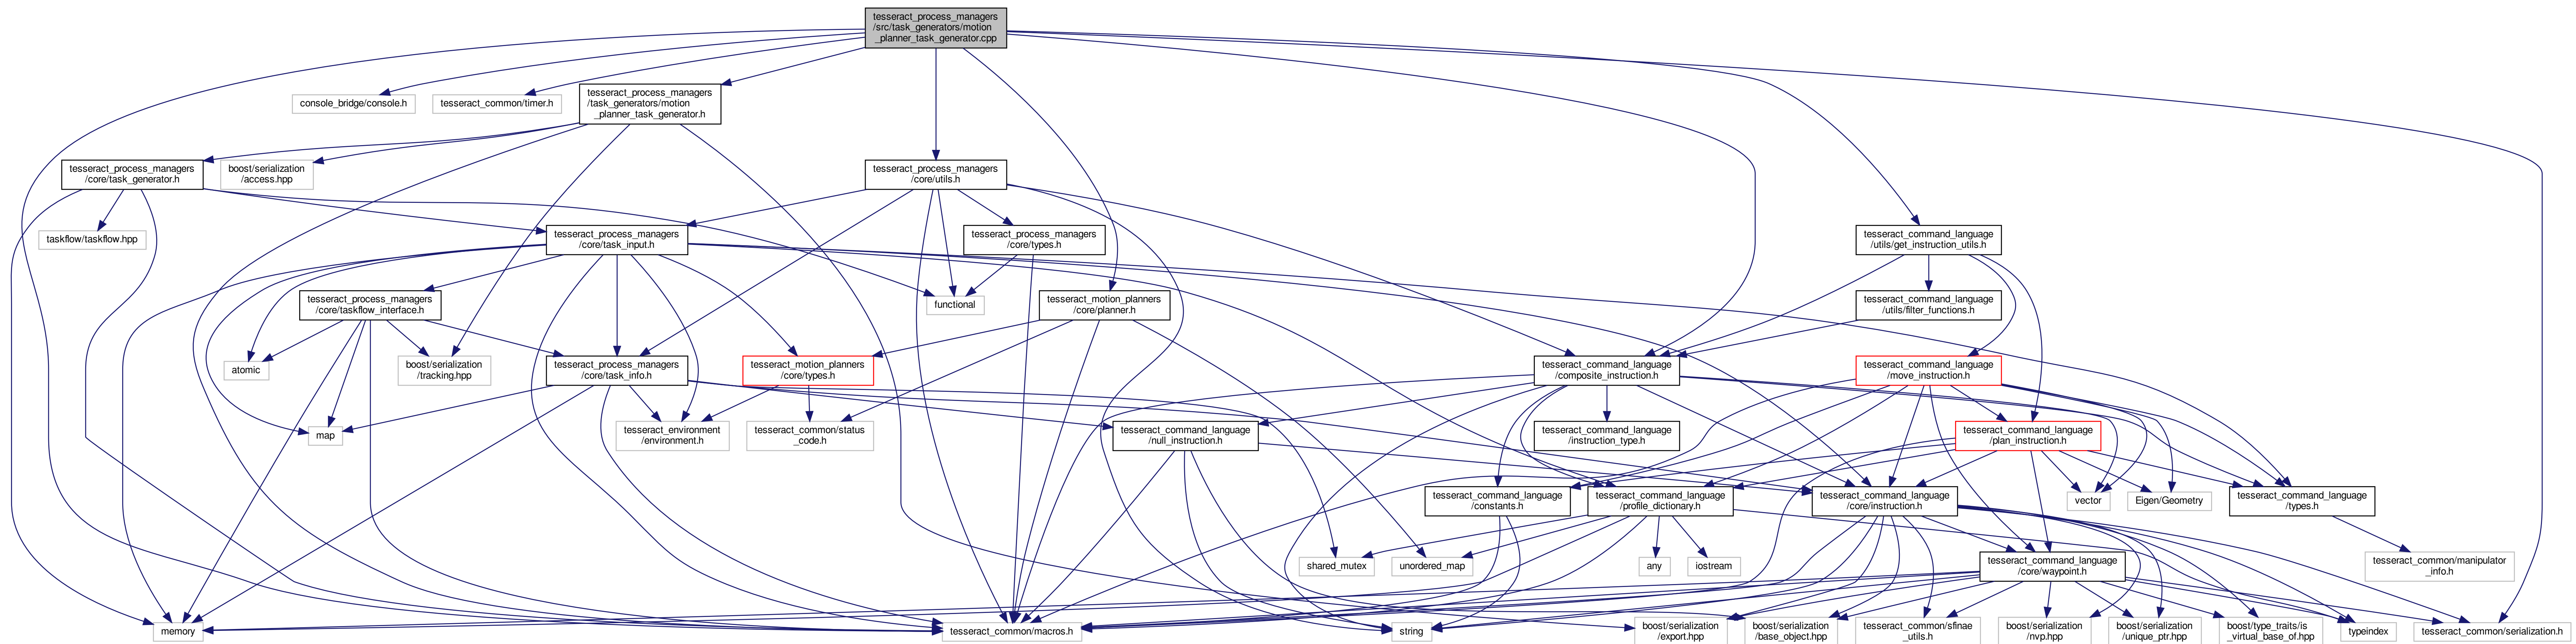 tesseract_process_managers
/src/task_generators/motion
_planner_task_generator.cpp
console_bridge/console.h
tesseract_common/timer.h
tesseract_process_managers
/task_generators/motion
_planner_task_generator.h
tesseract_process_managers
/core/task_generator.h
boost/serialization
/access.hpp
tesseract_process_managers
/core/utils.h
taskflow/taskflow.hpp
tesseract_process_managers
/core/task_input.h
tesseract_process_managers
/core/types.h
tesseract_command_language
/utils/get_instruction_utils.h
tesseract_process_managers
/core/taskflow_interface.h
functional
tesseract_motion_planners
/core/planner.h
tesseract_command_language
/utils/filter_functions.h
atomic
boost/serialization
/tracking.hpp
tesseract_process_managers
/core/task_info.h
tesseract_motion_planners
/core/types.h
tesseract_command_language
/composite_instruction.h
tesseract_command_language
/move_instruction.h
map
tesseract_environment
/environment.h
tesseract_common/status
_code.h
tesseract_command_language
/null_instruction.h
tesseract_command_language
/instruction_type.h
tesseract_command_language
/plan_instruction.h
tesseract_command_language
/constants.h
tesseract_command_language
/profile_dictionary.h
tesseract_command_language
/core/instruction.h
vector
Eigen/Geometry
tesseract_command_language
/types.h
shared_mutex
unordered_map
any
iostream
tesseract_command_language
/core/waypoint.h
tesseract_common/manipulator
_info.h
memory
tesseract_common/macros.h
string
boost/serialization
/export.hpp
boost/serialization
/base_object.hpp
tesseract_common/sfinae
_utils.h
boost/serialization
/nvp.hpp
boost/serialization
/unique_ptr.hpp
boost/type_traits/is
_virtual_base_of.hpp
typeindex
tesseract_common/serialization.h